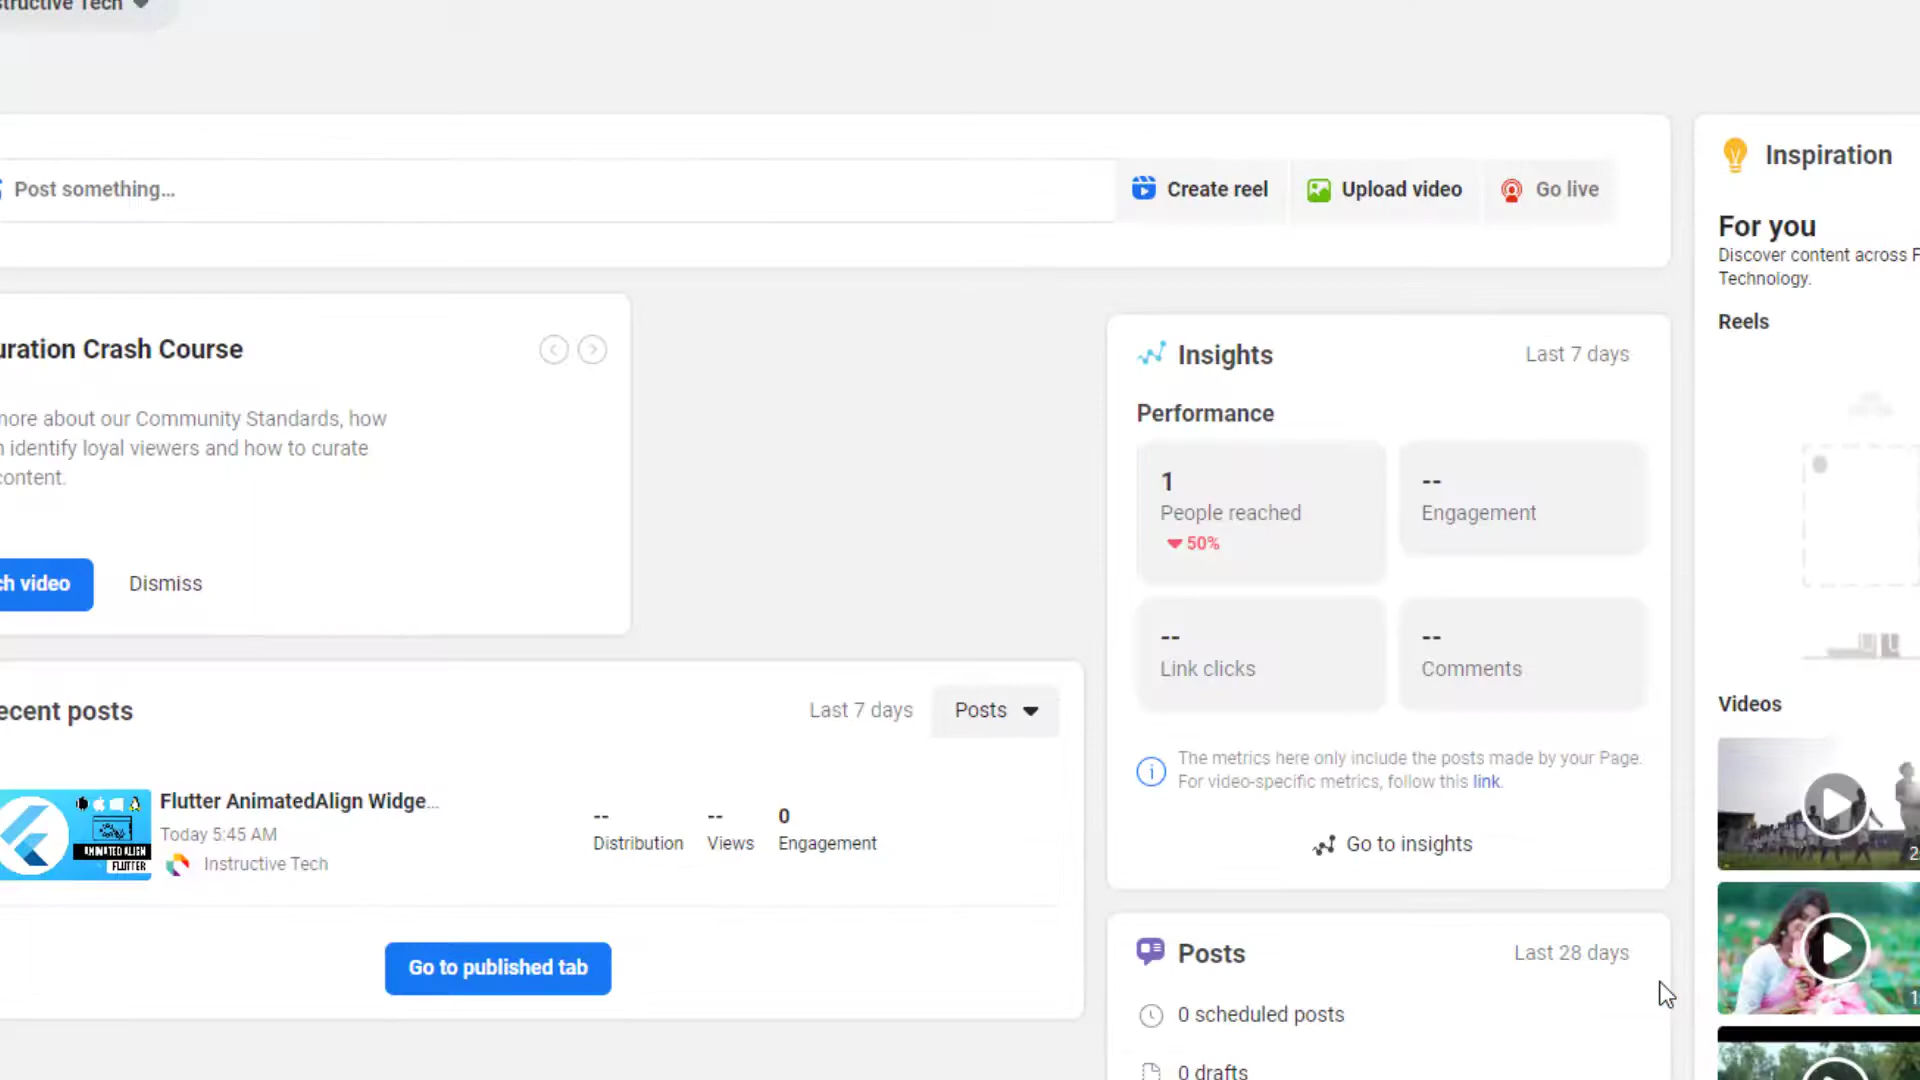 structive Tech
Post something...
Create reel
Upload video
Go live
Inspiration
For you
Discover content across F
Technology.
Reels
uration Crash Course
more about our Community Standards, how
n identify loyal viewers and how to curate
content.
ch video
Dismiss
Insights
Last 7 days
Performance
1
People reached
50%
--
Engagement
--
Link clicks
--
Comments
The metrics here only include the posts made by your Page.
For video-specific metrics, follow this link.
Go to insights
ecent posts
Last 7 days
Posts
Flutter AnimatedAlign Widge...
Today 5:45 AM
Instructive Tech
ANIMATED ALIGN
FLUTTER
--
Distribution
--
Views
0
Engagement
Go to published tab
Posts
Last 28 days
0 scheduled posts
0 drafts
Videos